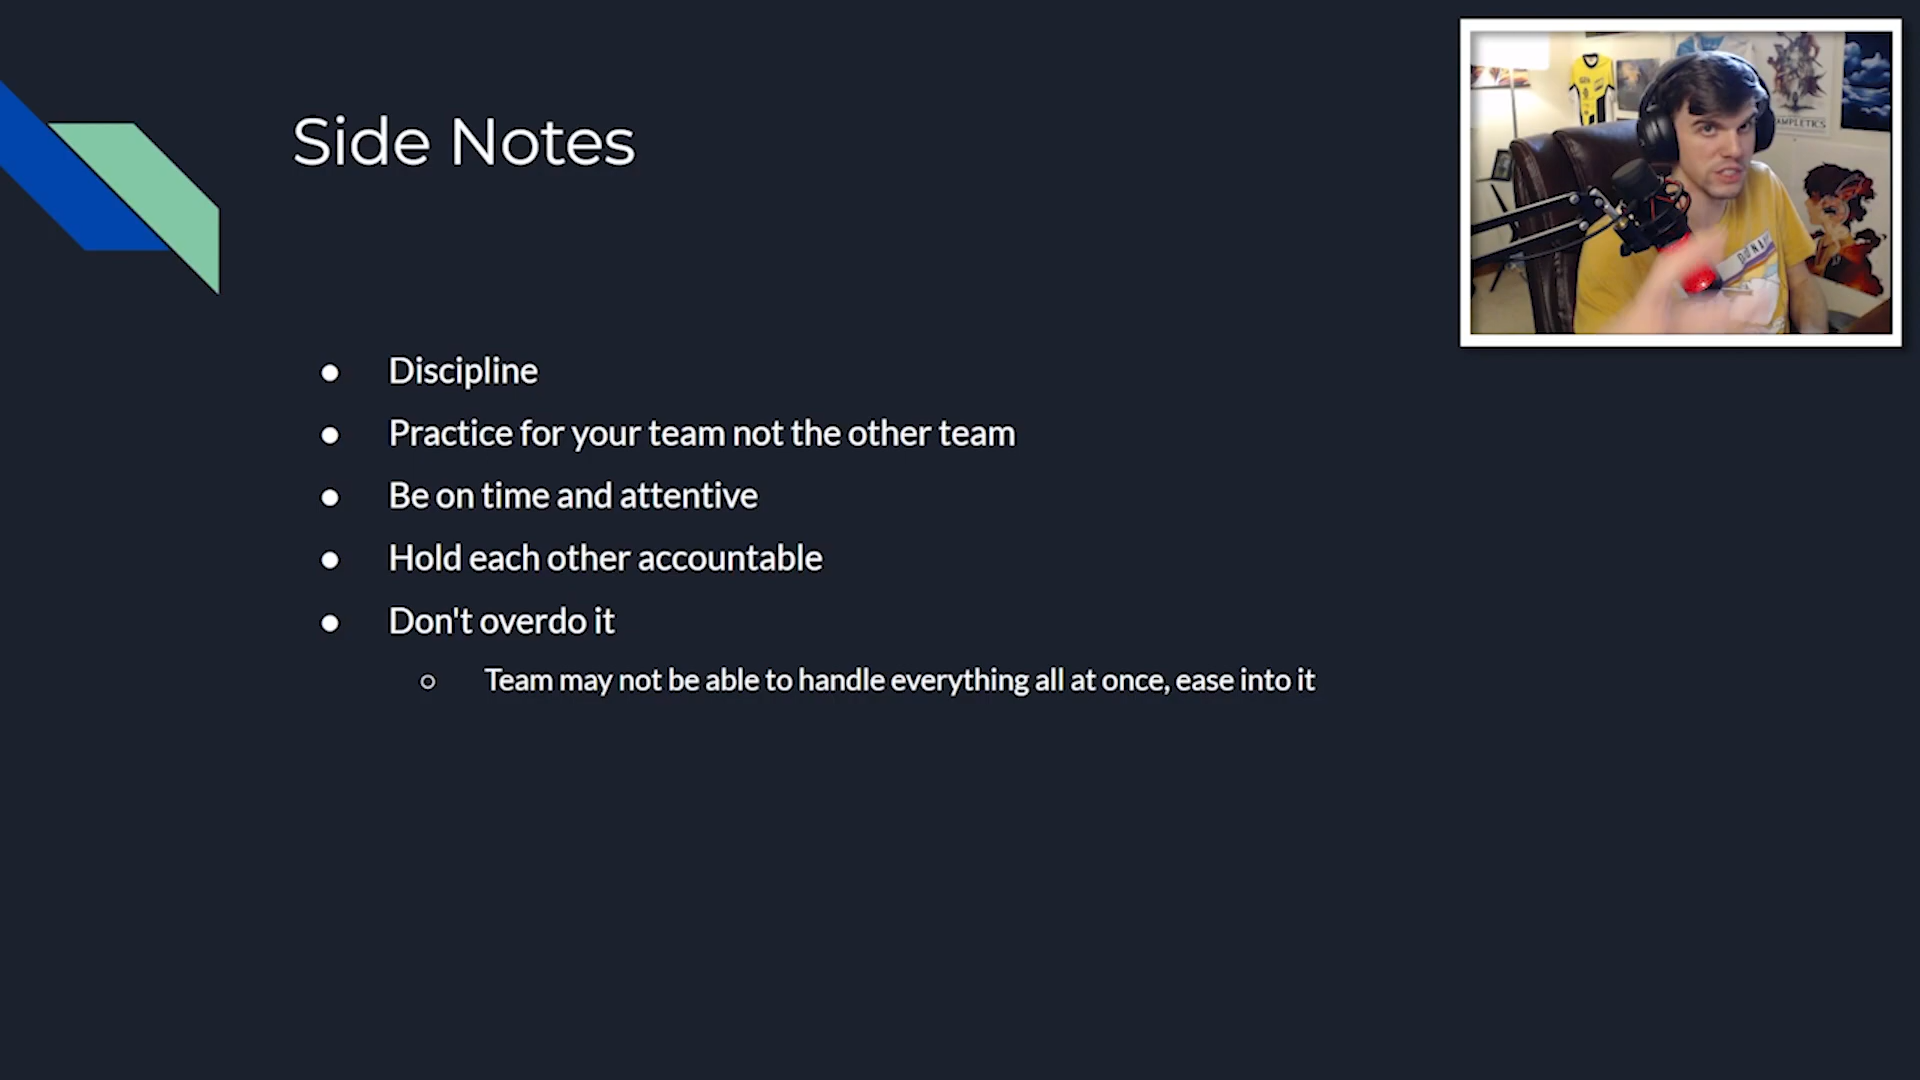 Side Notes
Discipline
Practice for your team not the other team
Be on time and attentive
Hold each other accountable
Don't overdo it
Team may not be able to handle everything all at once, ease into it